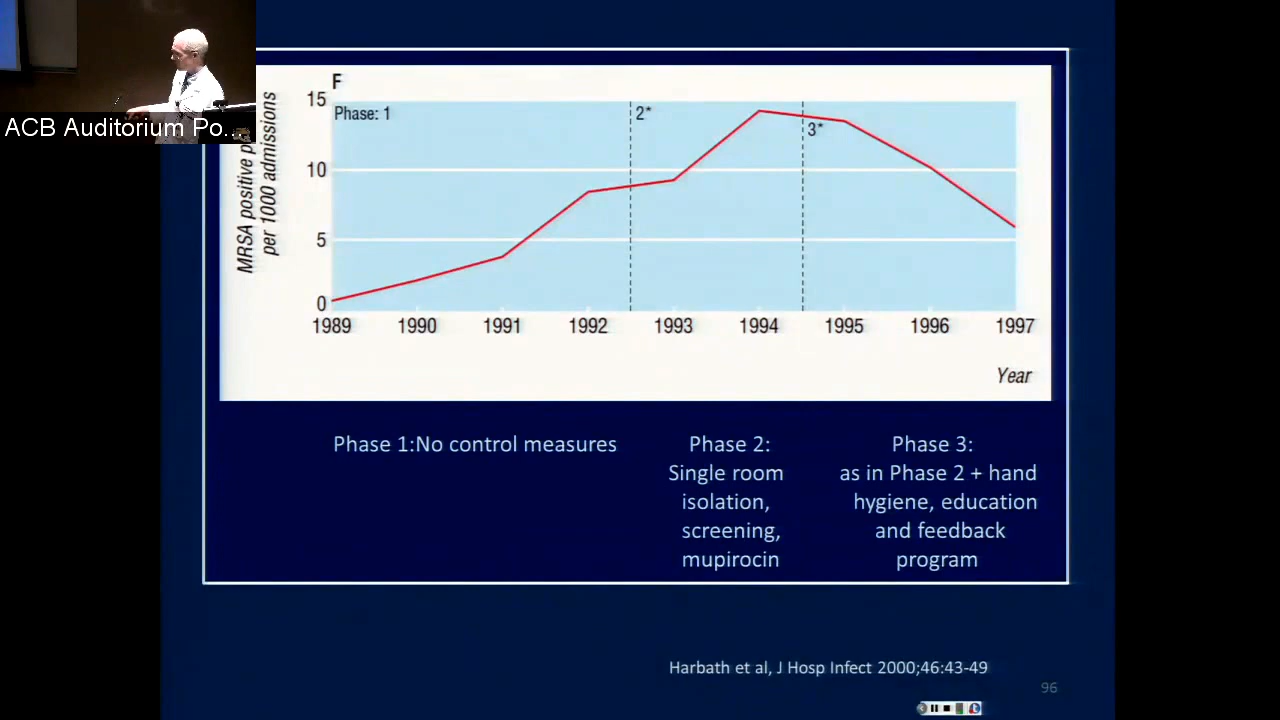 ACB Auditorium Po...
F
MRSA positive
per 1000 admissions
15
10
5
0
Phase: 1
2*
3*
1989 1990 1991 1992 1993 1994 1995 1996 1997
Year
Phase 1:No control measures
Phase 2:
Single room
isolation,
screening,
mupirocin
Phase 3:
as in Phase 2 + hand
hygiene, education
and feedback
program
Harbath et al, J Hosp Infect 2000;46:43-49
96